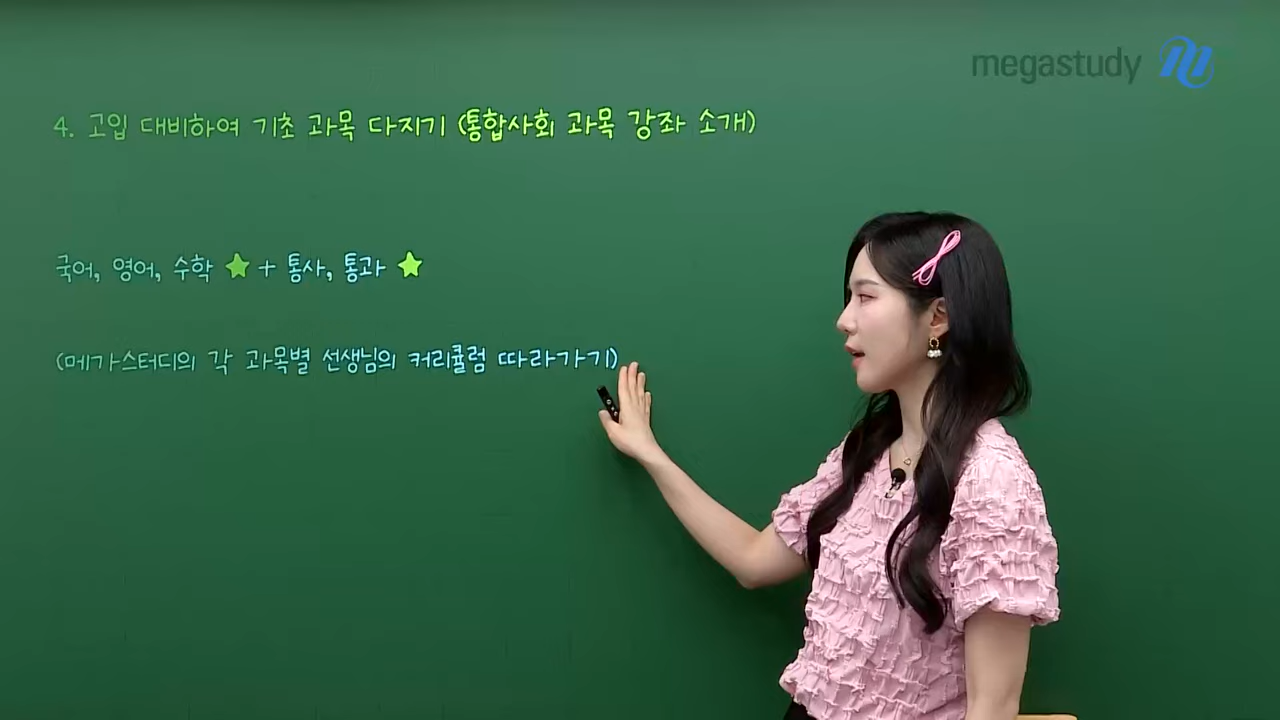 megastudy
4. 고입 대비하여 기초 과목 다지기 (통합사회 과목 강좌 소개)
국어, 영어, 수학 ★ + 통사, 통과 ★
(메가스터디의 각 과목별 선생님의 커리큘럼 따라가기)